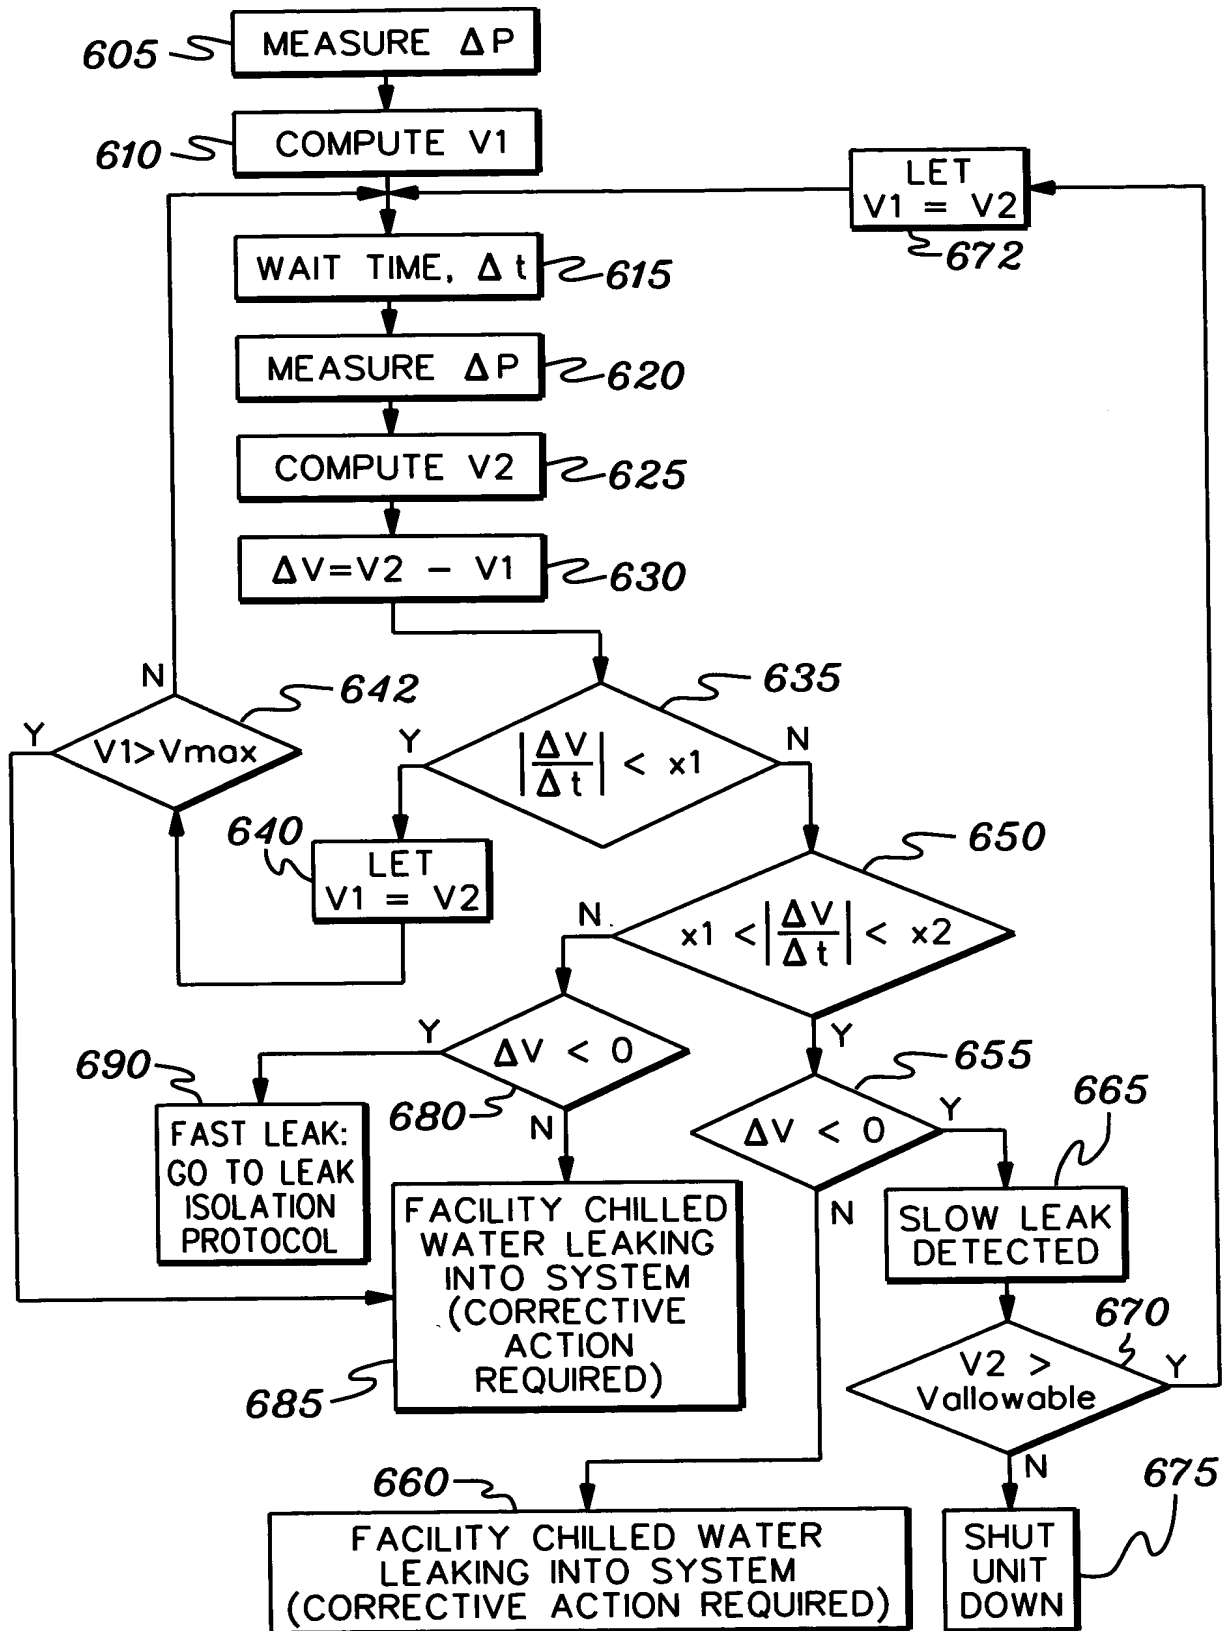 605
MEASURE ΔP
610
COMPUTE V1
LET
V1 = V2
672
WAIT TIME, Δt
615
MEASURE ΔP
620
COMPUTE V2
625
ΔV=V2 - V1
630
N
642
Y
V1>Vmax
635
Y
N
|ΔV/Δt| < x1
640
LET
V1 = V2
650
N
x1 <|ΔV/Δt| < x2
Y
Y
ΔV < 0
680
N
690
FAST LEAK:
GO TO LEAK
ISOLATION
PROTOCOL
655
Y
ΔV < 0
N
665
SLOW LEAK
DETECTED
FACILITY CHILLED
WATER LEAKING
INTO SYSTEM
(CORRECTIVE
ACTION
REQUIRED)
685
670
V2 >
Vallowable
Y
N
660
FACILITY CHILLED WATER
LEAKING INTO SYSTEM
(CORRECTIVE ACTION REQUIRED)
675
SHUT
UNIT
DOWN